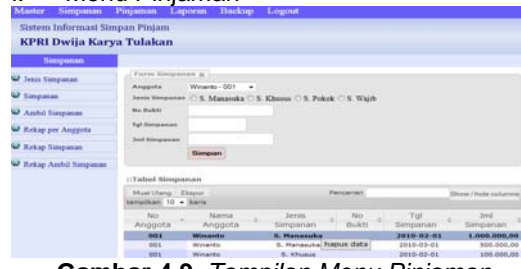 Menu Pinjaman
Master Simpanan Pinjaman Laporan Backup Logout
Sistem Informasi Simpan Pinjam
KPRI Dwija Karya Tulakan
Simpanan
Jenis Simpanan
Simpanan
Ambil Simpanan
Rekap per Anggota
Rekap Simpanan
Rekap Ambil Simpanan
Form Simpanan
Anggota Winanto - 001
Jenis Simpanan S. Manasuka S. Khusus S. Pokok S. Wajib
No Bukti
Tgl Simpanan
Jml Simpanan
Simpan
::Tabel Simpanan
Muat Ulang Ekspor Pencarian Show / hide columns
tampilkan 10 baris
No Anggota Nama Anggota Jenis Simpanan No Bukti Tgl Simpanan Jml Simpanan
001 Winanto S. Manasuka 2010-02-01 1.000.000,00
001 Winanto S. Manasuka hapus data 2010-03-01 500.000,00
001 Winanto S. Khusus 2010-05-01 100.000,00
Gambar 4.9 Tampilan Menu Pinjaman